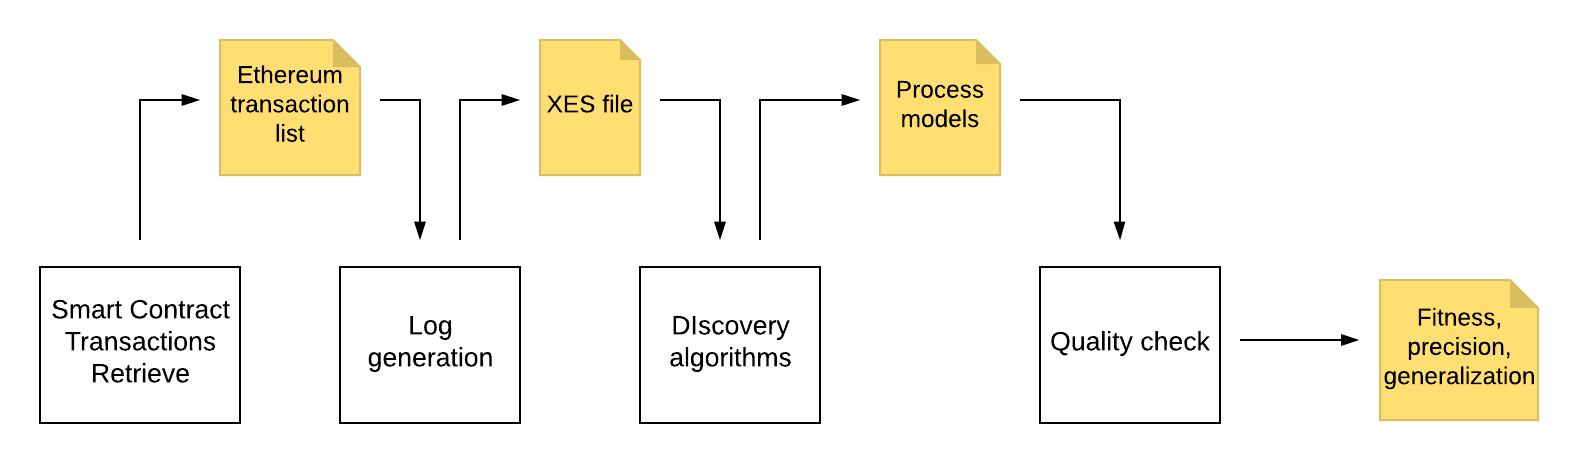 Ethereum
transaction
list
XES file
Process
models
Smart Contract
Transactions
Retrieve
Log
generation
DIscovery
algorithms
Quality check
Fitness,
precision,
generalization